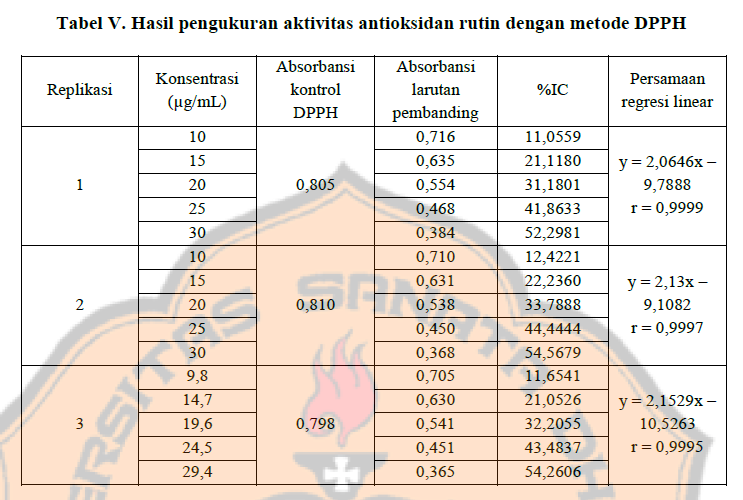 Tabel V. Hasil pengukuran aktivitas antioksidan rutin dengan metode DPPH
Replikasi
Konsentrasi
(µg/mL)
Absorbansi
kontrol
DPPH
Absorbansi
larutan
pembanding
%IC
Persamaan
regresi linear
1
10
15
20
25
30
0,805
0,716
0,635
0,554
0,468
0,384
11,0559
21,1180
31,1801
41,8633
52,2981
y = 2,0646x –
9,7888
r = 0,9999
2
10
15
20
25
30
0,810
0,710
0,631
0,538
0,450
0,368
12,4221
22,2360
33,7888
44,4444
54,5679
y = 2,13x –
9,1082
r = 0,9997
3
9,8
14,7
19,6
24,5
29,4
0,798
0,705
0,630
0,541
0,451
0,365
11,6541
21,0526
32,2055
43,4837
54,2606
y = 2,1529x –
10,5263
r = 0,9995
SANATA